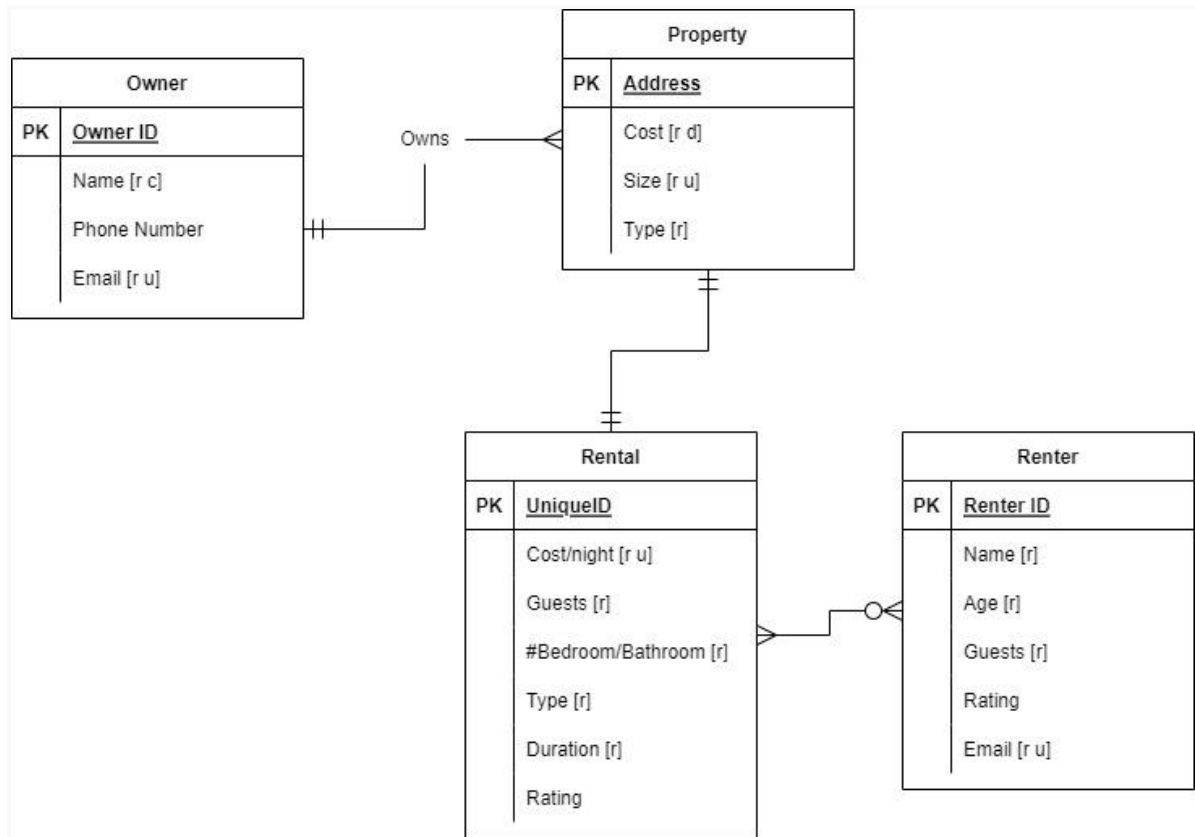 Owner
PK Owner ID
Name [r c]
Phone Number
Email [r u]
Owns
Property
PK Address
Cost [r d]
Size [r u]
Type [r]
Rental
PK UniqueID
Cost/night [r u]
Guests [r]
#Bedroom/Bathroom [r]
Type [r]
Duration [r]
Rating
Renter
PK Renter ID
Name [r]
Age [r]
Guests [r]
Rating
Email [r u]